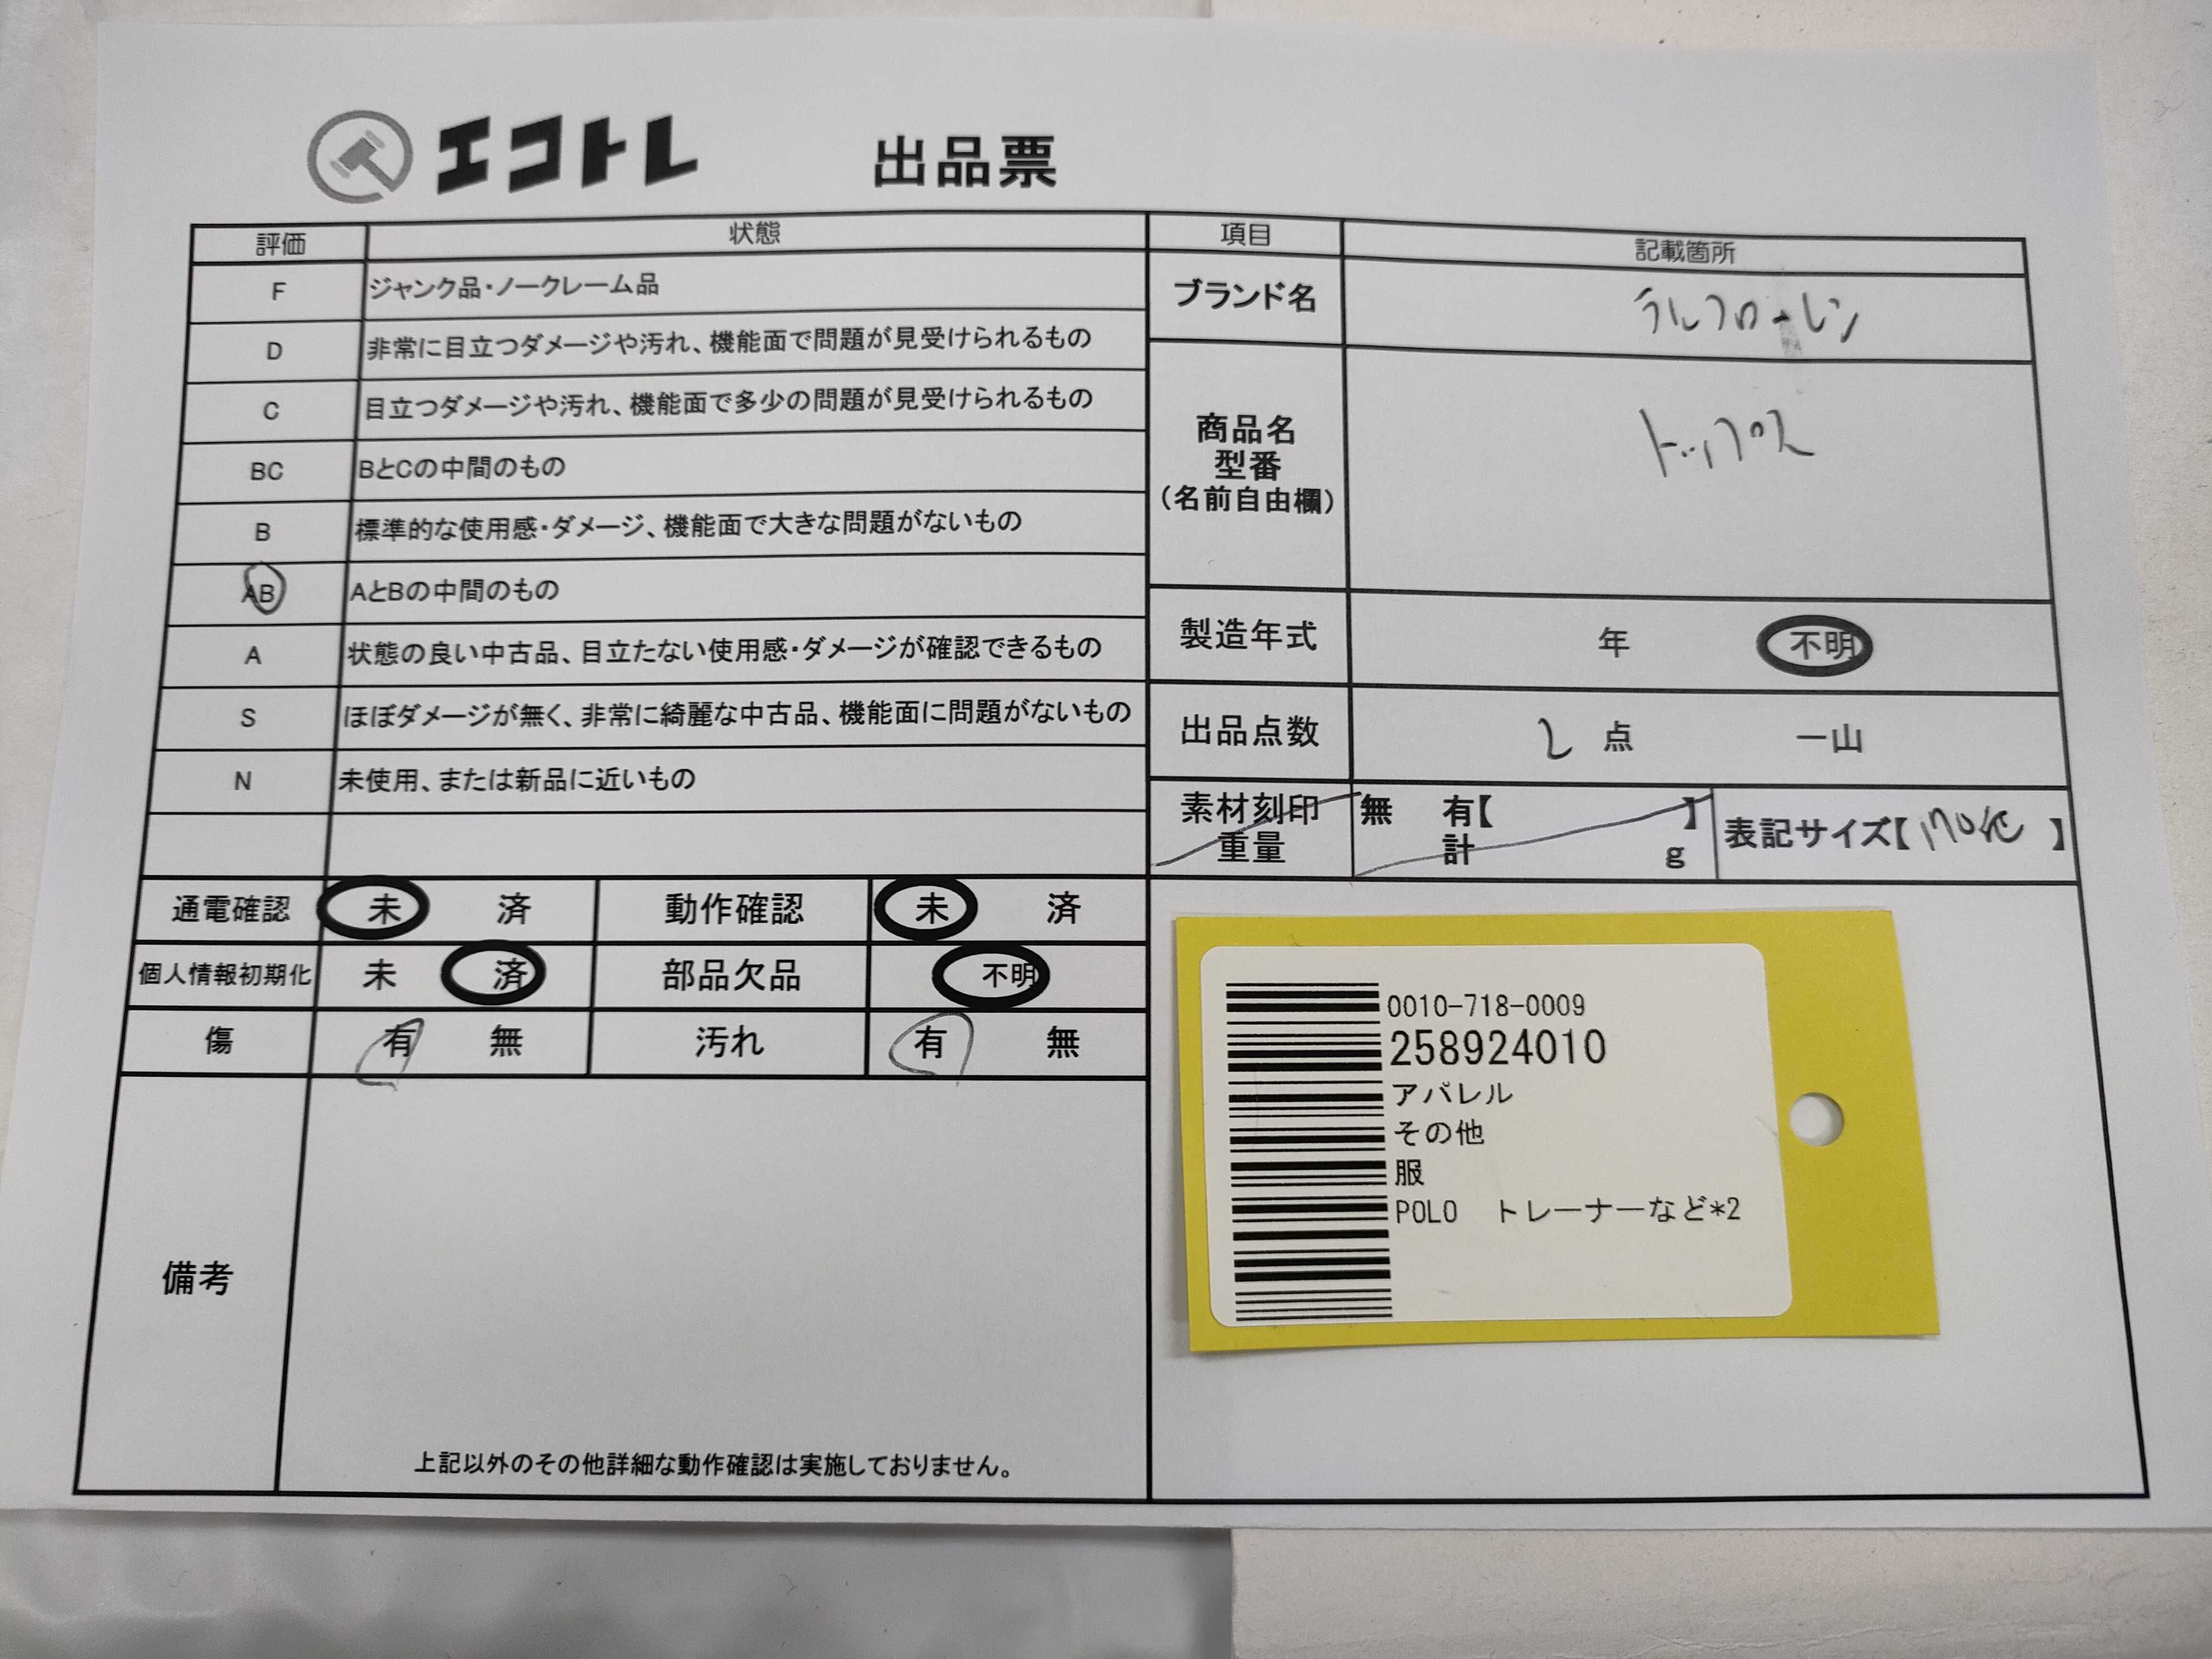 エコトレ 出品票
評価 状態
F ジャンク品・ノークレーム品
D 非常に目立つダメージや汚れ、機能面で問題が見受けられるもの
C 目立つダメージや汚れ、機能面で多少の問題が見受けられるもの
BC BとCの中間のもの
B 標準的な使用感・ダメージ、機能面で大きな問題がないもの
AB AとBの中間のもの
A 状態の良い中古品、目立たない使用感・ダメージが確認できるもの
S ほぼダメージが無く、非常に綺麗な中古品、機能面に問題がないもの
N 未使用、または新品に近いもの
項目 記載箇所
ブランド名 ラルフローレン
商品名
型番
(名前自由欄)
トップス
製造年式 年 不明
出品点数 2 点 一山
素材刻印
重量
無 有【 】
計 g
表記サイズ【 】
通電確認 未 済 動作確認 未 済
個人情報初期化 未 済 部品欠品 不明
傷 有 無 汚れ 有 無
備考
上記以外のその他詳細な動作確認は実施しておりません。
0010-718-0009
258924010
アパレル
その他
服
POLO トレーナーなど*2